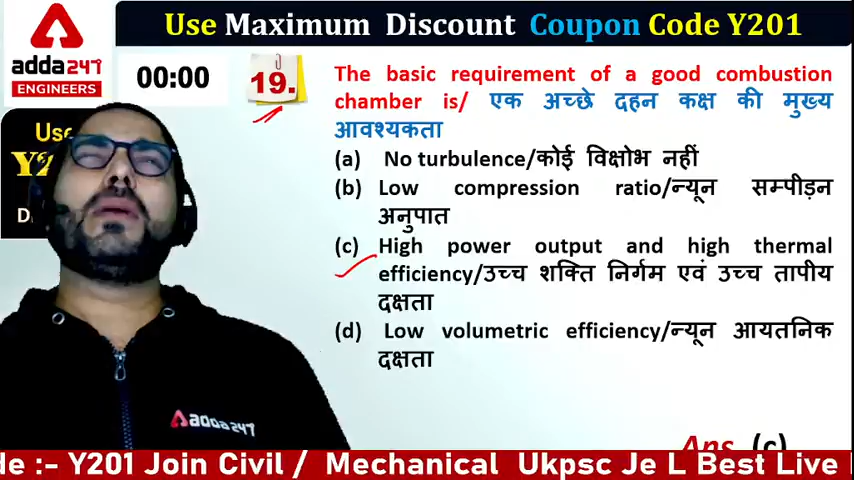 Use Maximum Discount Coupon Code Y201
adda247
ENGINEERS
00:00
19.
The basic requirement of a good combustion
chamber is/ एक अच्छे दहन कक्ष की मुख्य
आवश्यकता
(a) No turbulence/कोई विक्षोभ नहीं
(b) Low compression ratio/न्यून सम्पीड़न
अनुपात
(c) High power output and high thermal
efficiency/उच्च शक्ति निर्गम एवं उच्च तापीय
दक्षता
(d) Low volumetric efficiency/न्यून आयतनिक
दक्षता
Use
adda247
Ans (c)
de :- Y201 Join Civil / Mechanical Ukpsc Je L Best Live